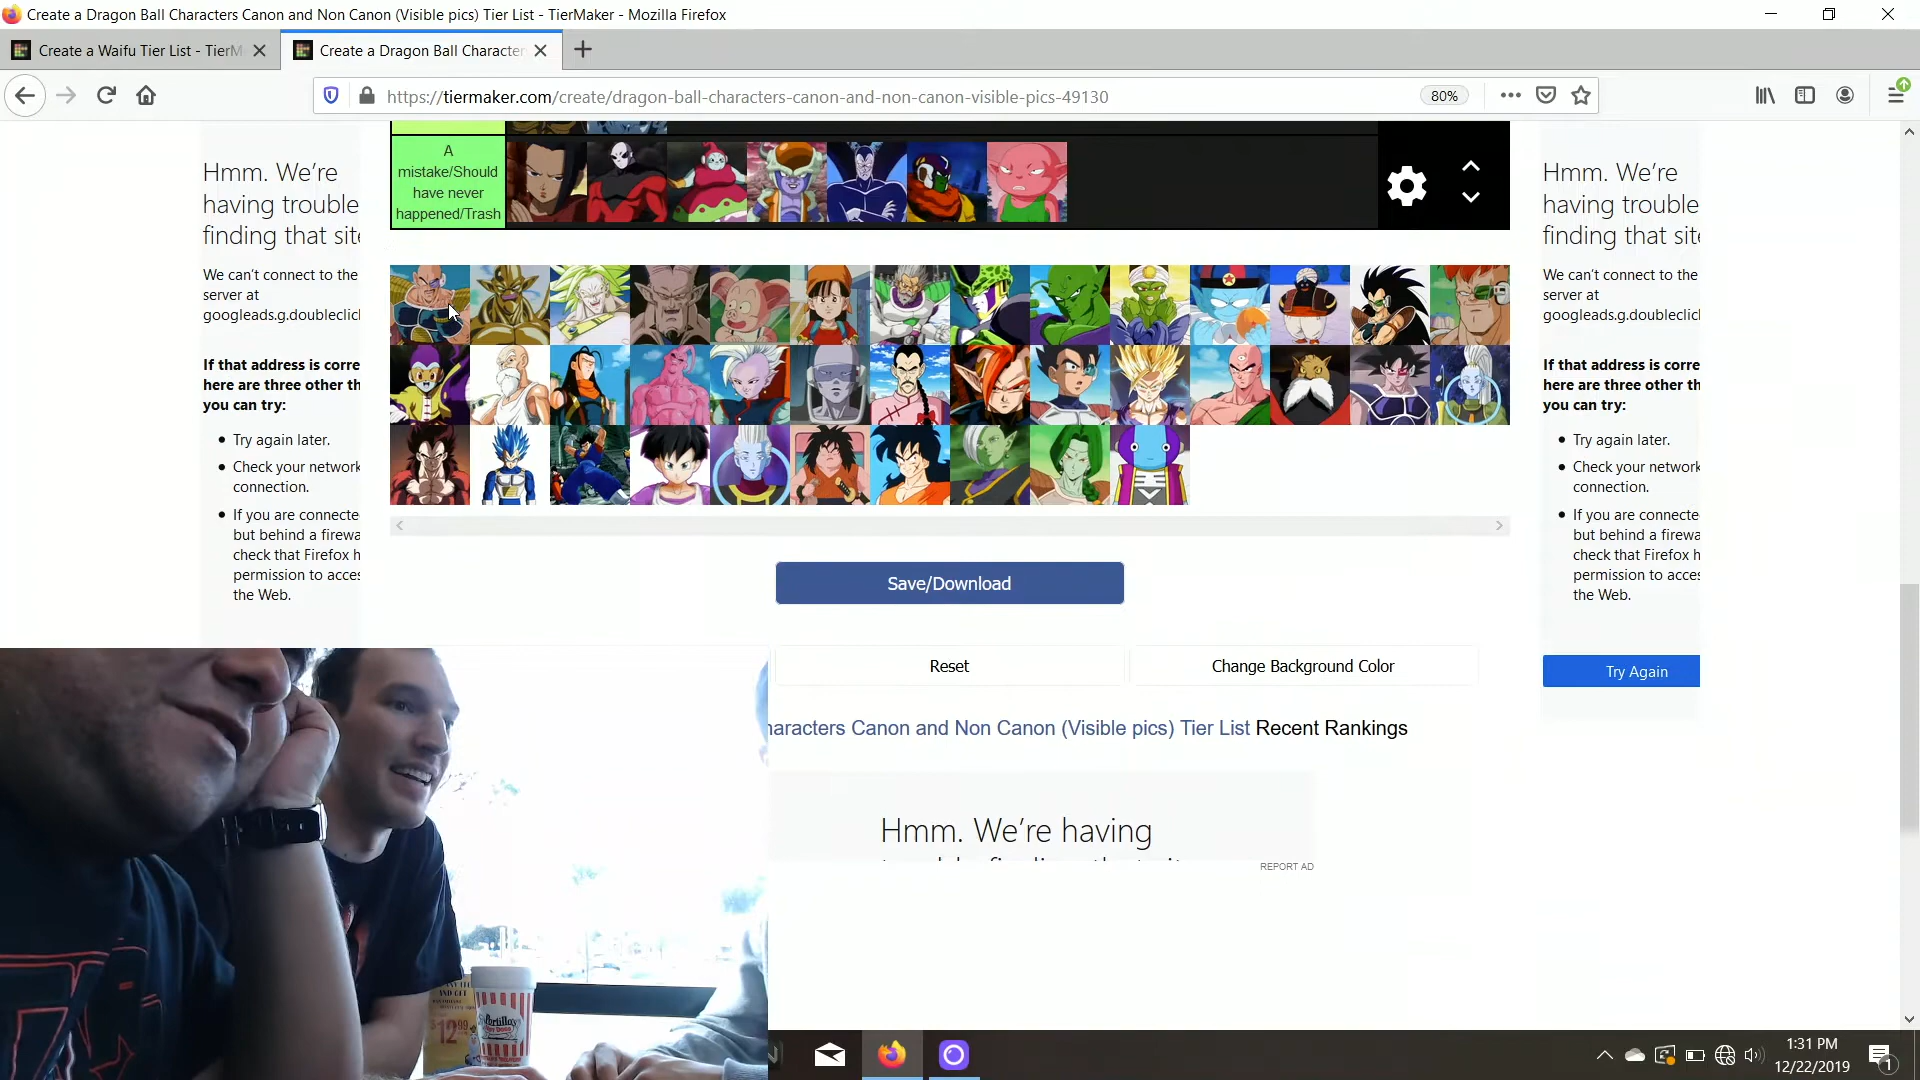 Create a Dragon Ball Characters Canon and Non Canon (Visible pics) Tier List - TierMaker - Mozilla Firefox
Create a Waifu Tier List - TierM
Create a Dragon Ball Character
https://tiermaker.com/create/dragon-ball-characters-canon-and-non-canon-visible-pics-49130
80%
A
mistake/Should
have never
happened/Trash
Hmm. We're
having trouble
finding that site
We can't connect to the
server at
googleads.g.doubleclic
If that address is corre
here are three other th
you can try:
Try again later.
Check your network
connection.
If you are connecte
but behind a firewa
check that Firefox h
permission to acces
the Web.
Hmm. We're
having trouble
finding that site
We can't connect to the
server at
googleads.g.doubleclic
If that address is corre
here are three other th
you can try:
Try again later.
Check your network
connection.
If you are connecte
but behind a firewa
check that Firefox h
permission to acces
the Web.
Try Again
Save/Download
Reset
Change Background Color
haracters Canon and Non Canon (Visible pics) Tier List Recent Rankings
Hmm. We're having
REPORT AD
$12.99
Portillo's
1:31 PM
12/22/2019
1